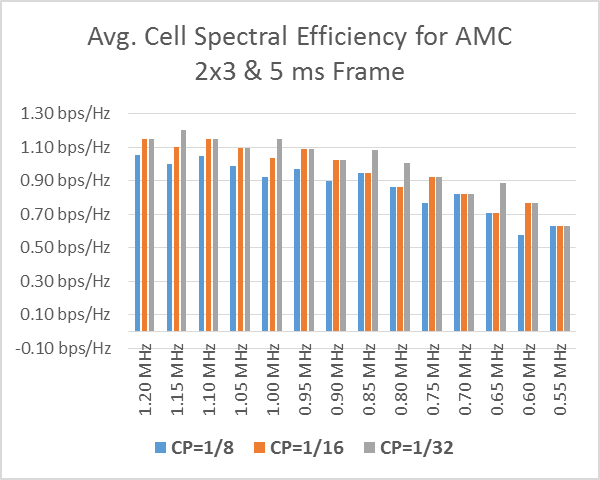 Avg. Cell Spectral Efficiency for AMC
2x3 & 5 ms Frame
1.30 bps/Hz
1.10 bps/Hz
0.90 bps/Hz
0.70 bps/Hz
0.50 bps/Hz
0.30 bps/Hz
0.10 bps/Hz
-0.10 bps/Hz
1.20 MHz
1.15 MHz
1.10 MHz
1.05 MHz
1.00 MHz
0.95 MHz
0.90 MHz
0.85 MHz
0.80 MHz
0.75 MHz
0.70 MHz
0.65 MHz
0.60 MHz
0.55 MHz
CP=1/8 CP=1/16 CP=1/32